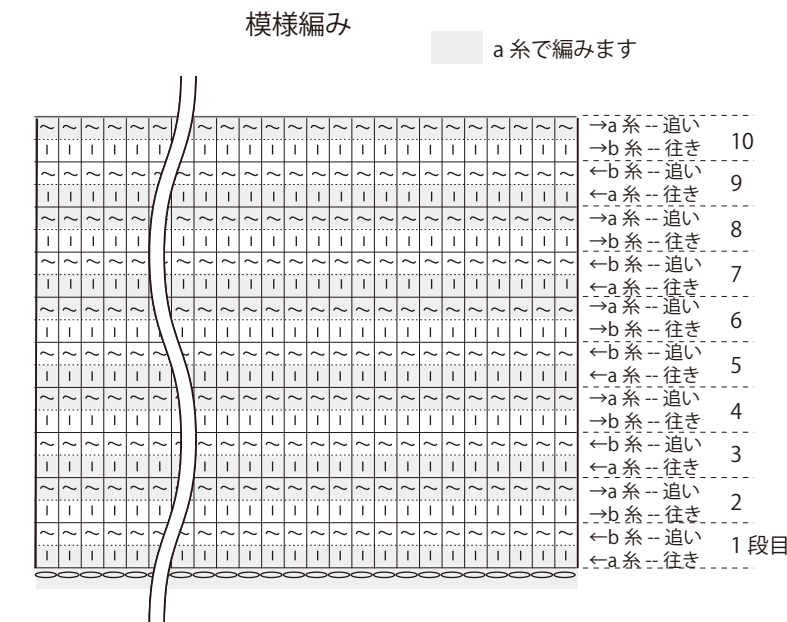 模様編み
a 糸で編みます
→a 糸 -- 追い
→b 糸 -- 往き 10
←b 糸 -- 追い
←a 糸 -- 往き 9
→a 糸 -- 追い
→b 糸 -- 往き 8
←b 糸 -- 追い
←a 糸 -- 往き 7
→a 糸 -- 追い
→b 糸 -- 往き 6
←b 糸 -- 追い
←a 糸 -- 往き 5
→a 糸 -- 追い
→b 糸 -- 往き 4
←b 糸 -- 追い
←a 糸 -- 往き 3
→a 糸 -- 追い
→b 糸 -- 往き 2
←b 糸 -- 追い
←a 糸 -- 往き 1 段目